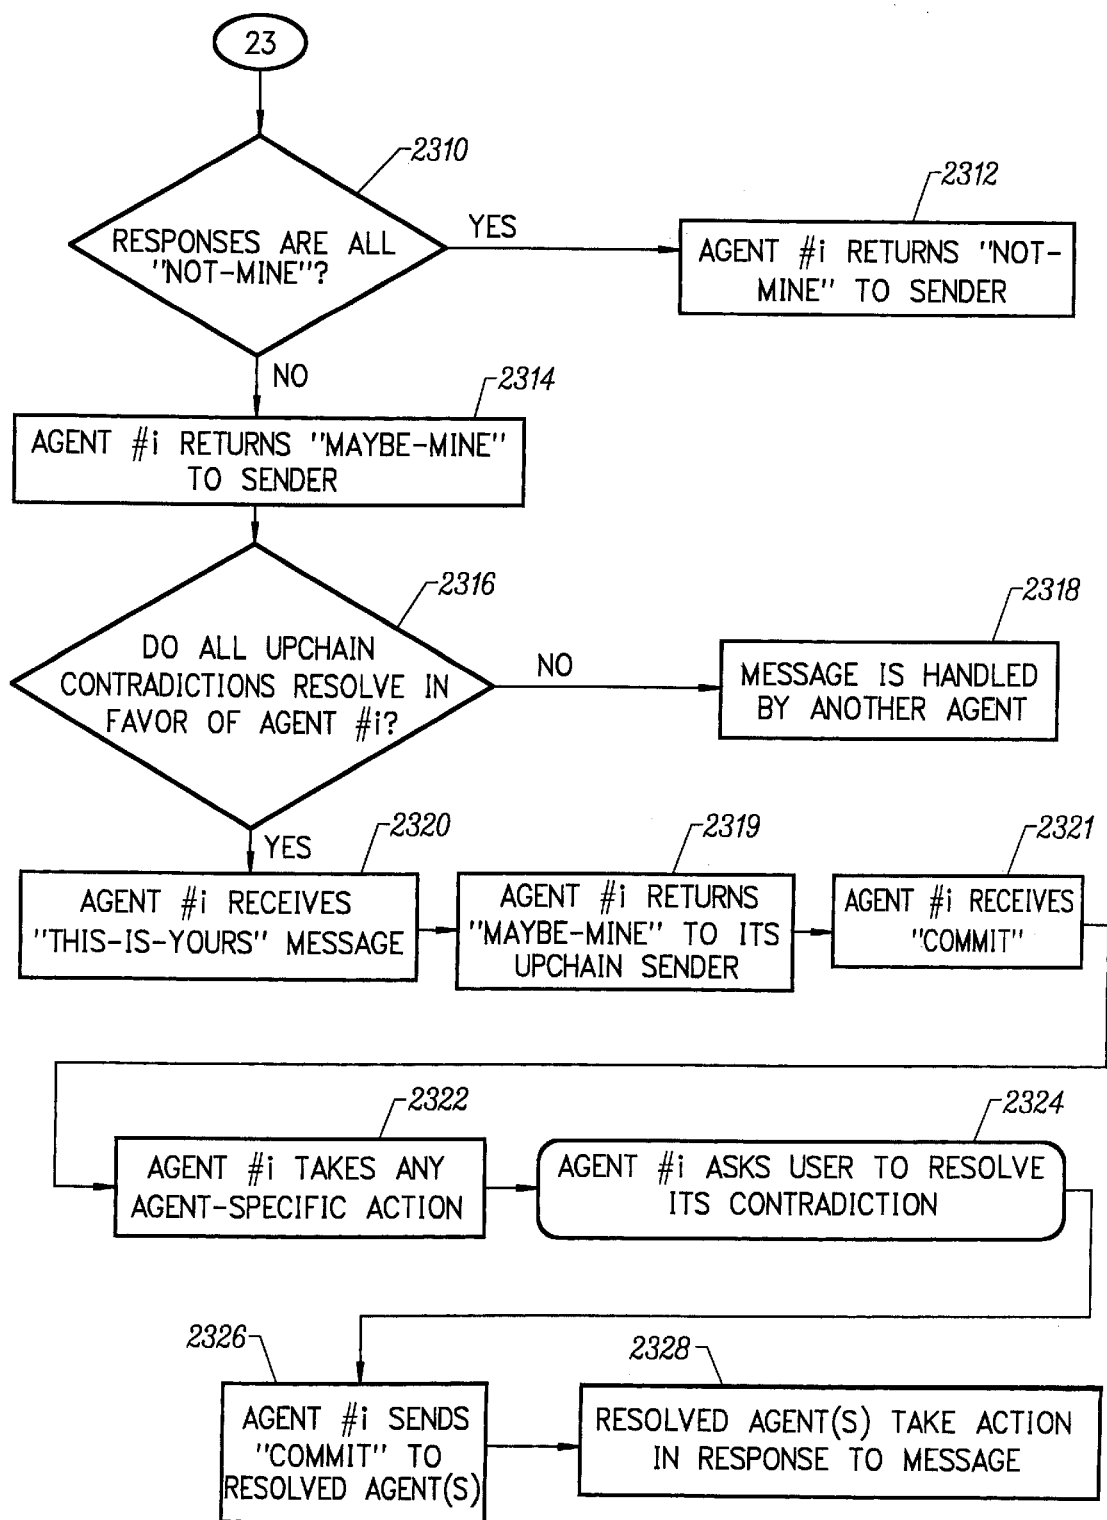 23
2310
RESPONSES ARE ALL
"NOT-MINE"?
YES
2312
AGENT #i RETURNS "NOT-
MINE" TO SENDER
NO
2314
AGENT #i RETURNS "MAYBE-MINE"
TO SENDER
2316
DO ALL UPCHAIN
CONTRADICTIONS RESOLVE IN
FAVOR OF AGENT #i?
NO
2318
MESSAGE IS HANDLED
BY ANOTHER AGENT
YES
2320
AGENT #i RECEIVES
"THIS-IS-YOURS" MESSAGE
2319
AGENT #i RETURNS
"MAYBE-MINE" TO ITS
UPCHAIN SENDER
2321
AGENT #i RECEIVES
"COMMIT"
2322
AGENT #i TAKES ANY
AGENT-SPECIFIC ACTION
2324
AGENT #i ASKS USER TO RESOLVE
ITS CONTRADICTION
2326
AGENT #i SENDS
"COMMIT" TO
RESOLVED AGENT(S)
2328
RESOLVED AGENT(S) TAKE ACTION
IN RESPONSE TO MESSAGE